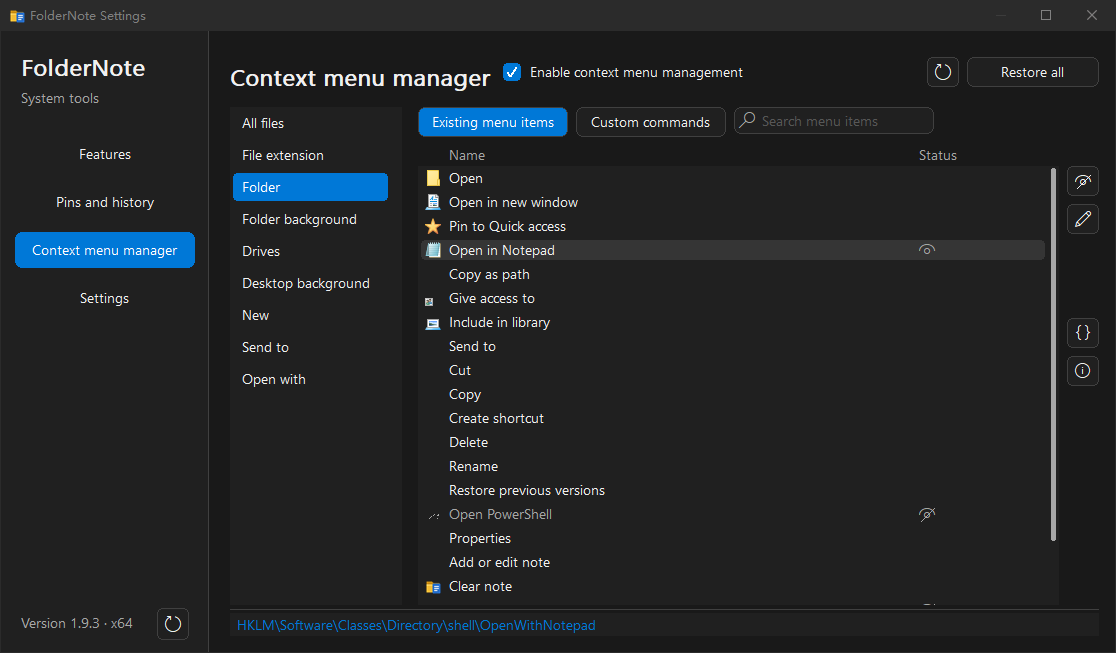 FolderNote Settings
FolderNote
System tools
Features
Pins and history
Context menu manager
Settings
Version 1.9.3 · x64
Context menu manager
Enable context menu management
Restore all
All files
File extension
Folder
Folder background
Drives
Desktop background
New
Send to
Open with
Existing menu items
Custom commands
Search menu items
Name Status
Open
Open in new window
Pin to Quick access
Open in Notepad
Copy as path
Give access to
Include in library
Send to
Cut
Copy
Create shortcut
Delete
Rename
Restore previous versions
Open PowerShell
Properties
Add or edit note
Clear note
{}
HKLM\Software\Classes\Directory\shell\OpenWithNotepad